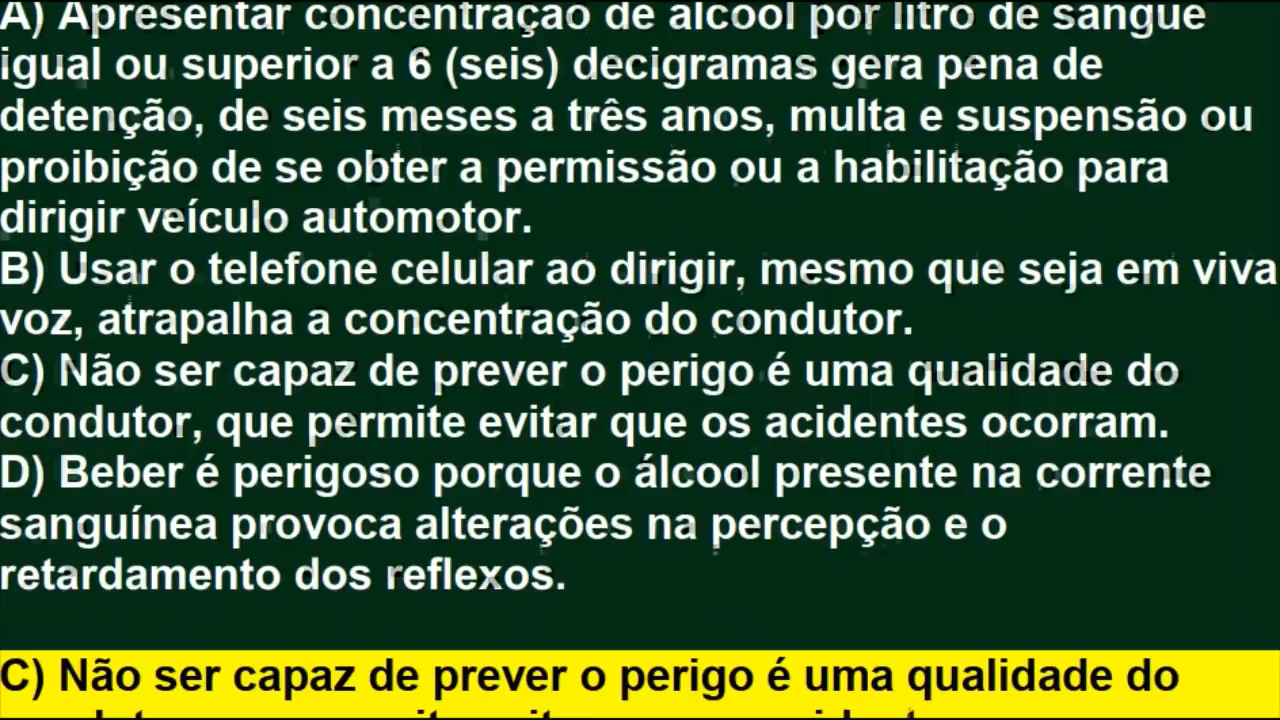 A) Apresentar concentração de álcool por litro de sangue
igual ou superior a 6 (seis) decigramas gera pena de
detenção, de seis meses a três anos, multa e suspensão ou
proibição de se obter a permissão ou a habilitação para
dirigir veículo automotor.
B) Usar o telefone celular ao dirigir, mesmo que seja em viva
voz, atrapalha a concentração do condutor.
C) Não ser capaz de prever o perigo é uma qualidade do
condutor, que permite evitar que os acidentes ocorram.
D) Beber é perigoso porque o álcool presente na corrente
sanguínea provoca alterações na percepção e o
retardamento dos reflexos.
C) Não ser capaz de prever o perigo é uma qualidade do